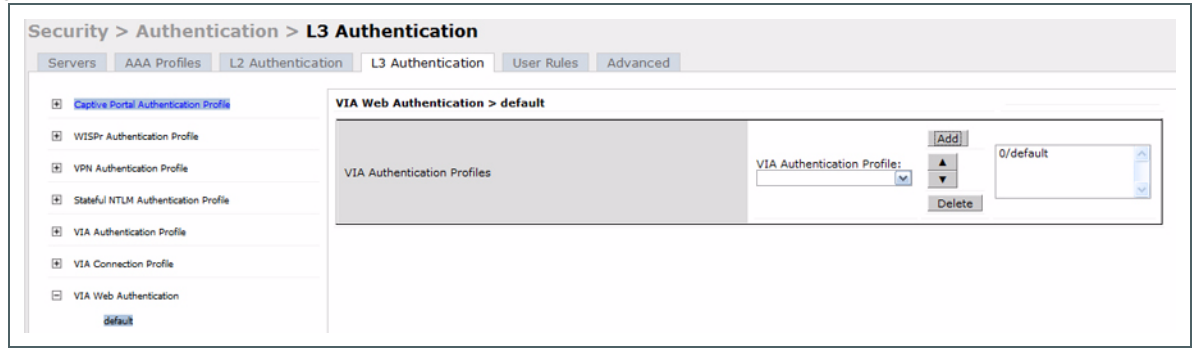 Security > Authentication > L3 Authentication
Servers AAA Profiles L2 Authentication L3 Authentication User Rules Advanced
Captive Portal Authentication Profile
WISPr Authentication Profile
VPN Authentication Profile
Stateful NTLM Authentication Profile
VIA Authentication Profile
VIA Connection Profile
VIA Web Authentication
default
VIA Web Authentication > default
VIA Authentication Profiles
VIA Authentication Profile:
Add
Delete
0/default